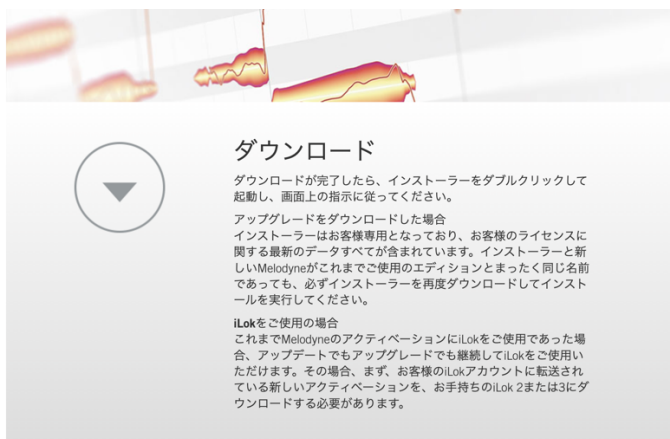 ダウンロード
ダウンロードが完了したら、インストーラーをダブルクリックして
起動し、画面上の指示に従ってください。
アップグレードをダウンロードした場合
インストーラーはお客様専用となっており、お客様のライセンスに
関する最新のデータすべてが含まれています。インストーラーと新
しいMelodyneがこれまでご使用のエディションとまったく同じ名前
であっても、必ずインストーラーを再度ダウンロードしてインスト
ールを実行してください。
iLokをご使用の場合
これまでMelodyneのアクティベーションにiLokをご使用であった場
合、アップデートでもアップグレードでも継続してiLokをご使用い
ただけます。その場合、まず、お客様のiLokアカウントに転送され
ている新しいアクティベーションを、お手持ちのiLok 2または3にダ
ウンロードする必要があります。